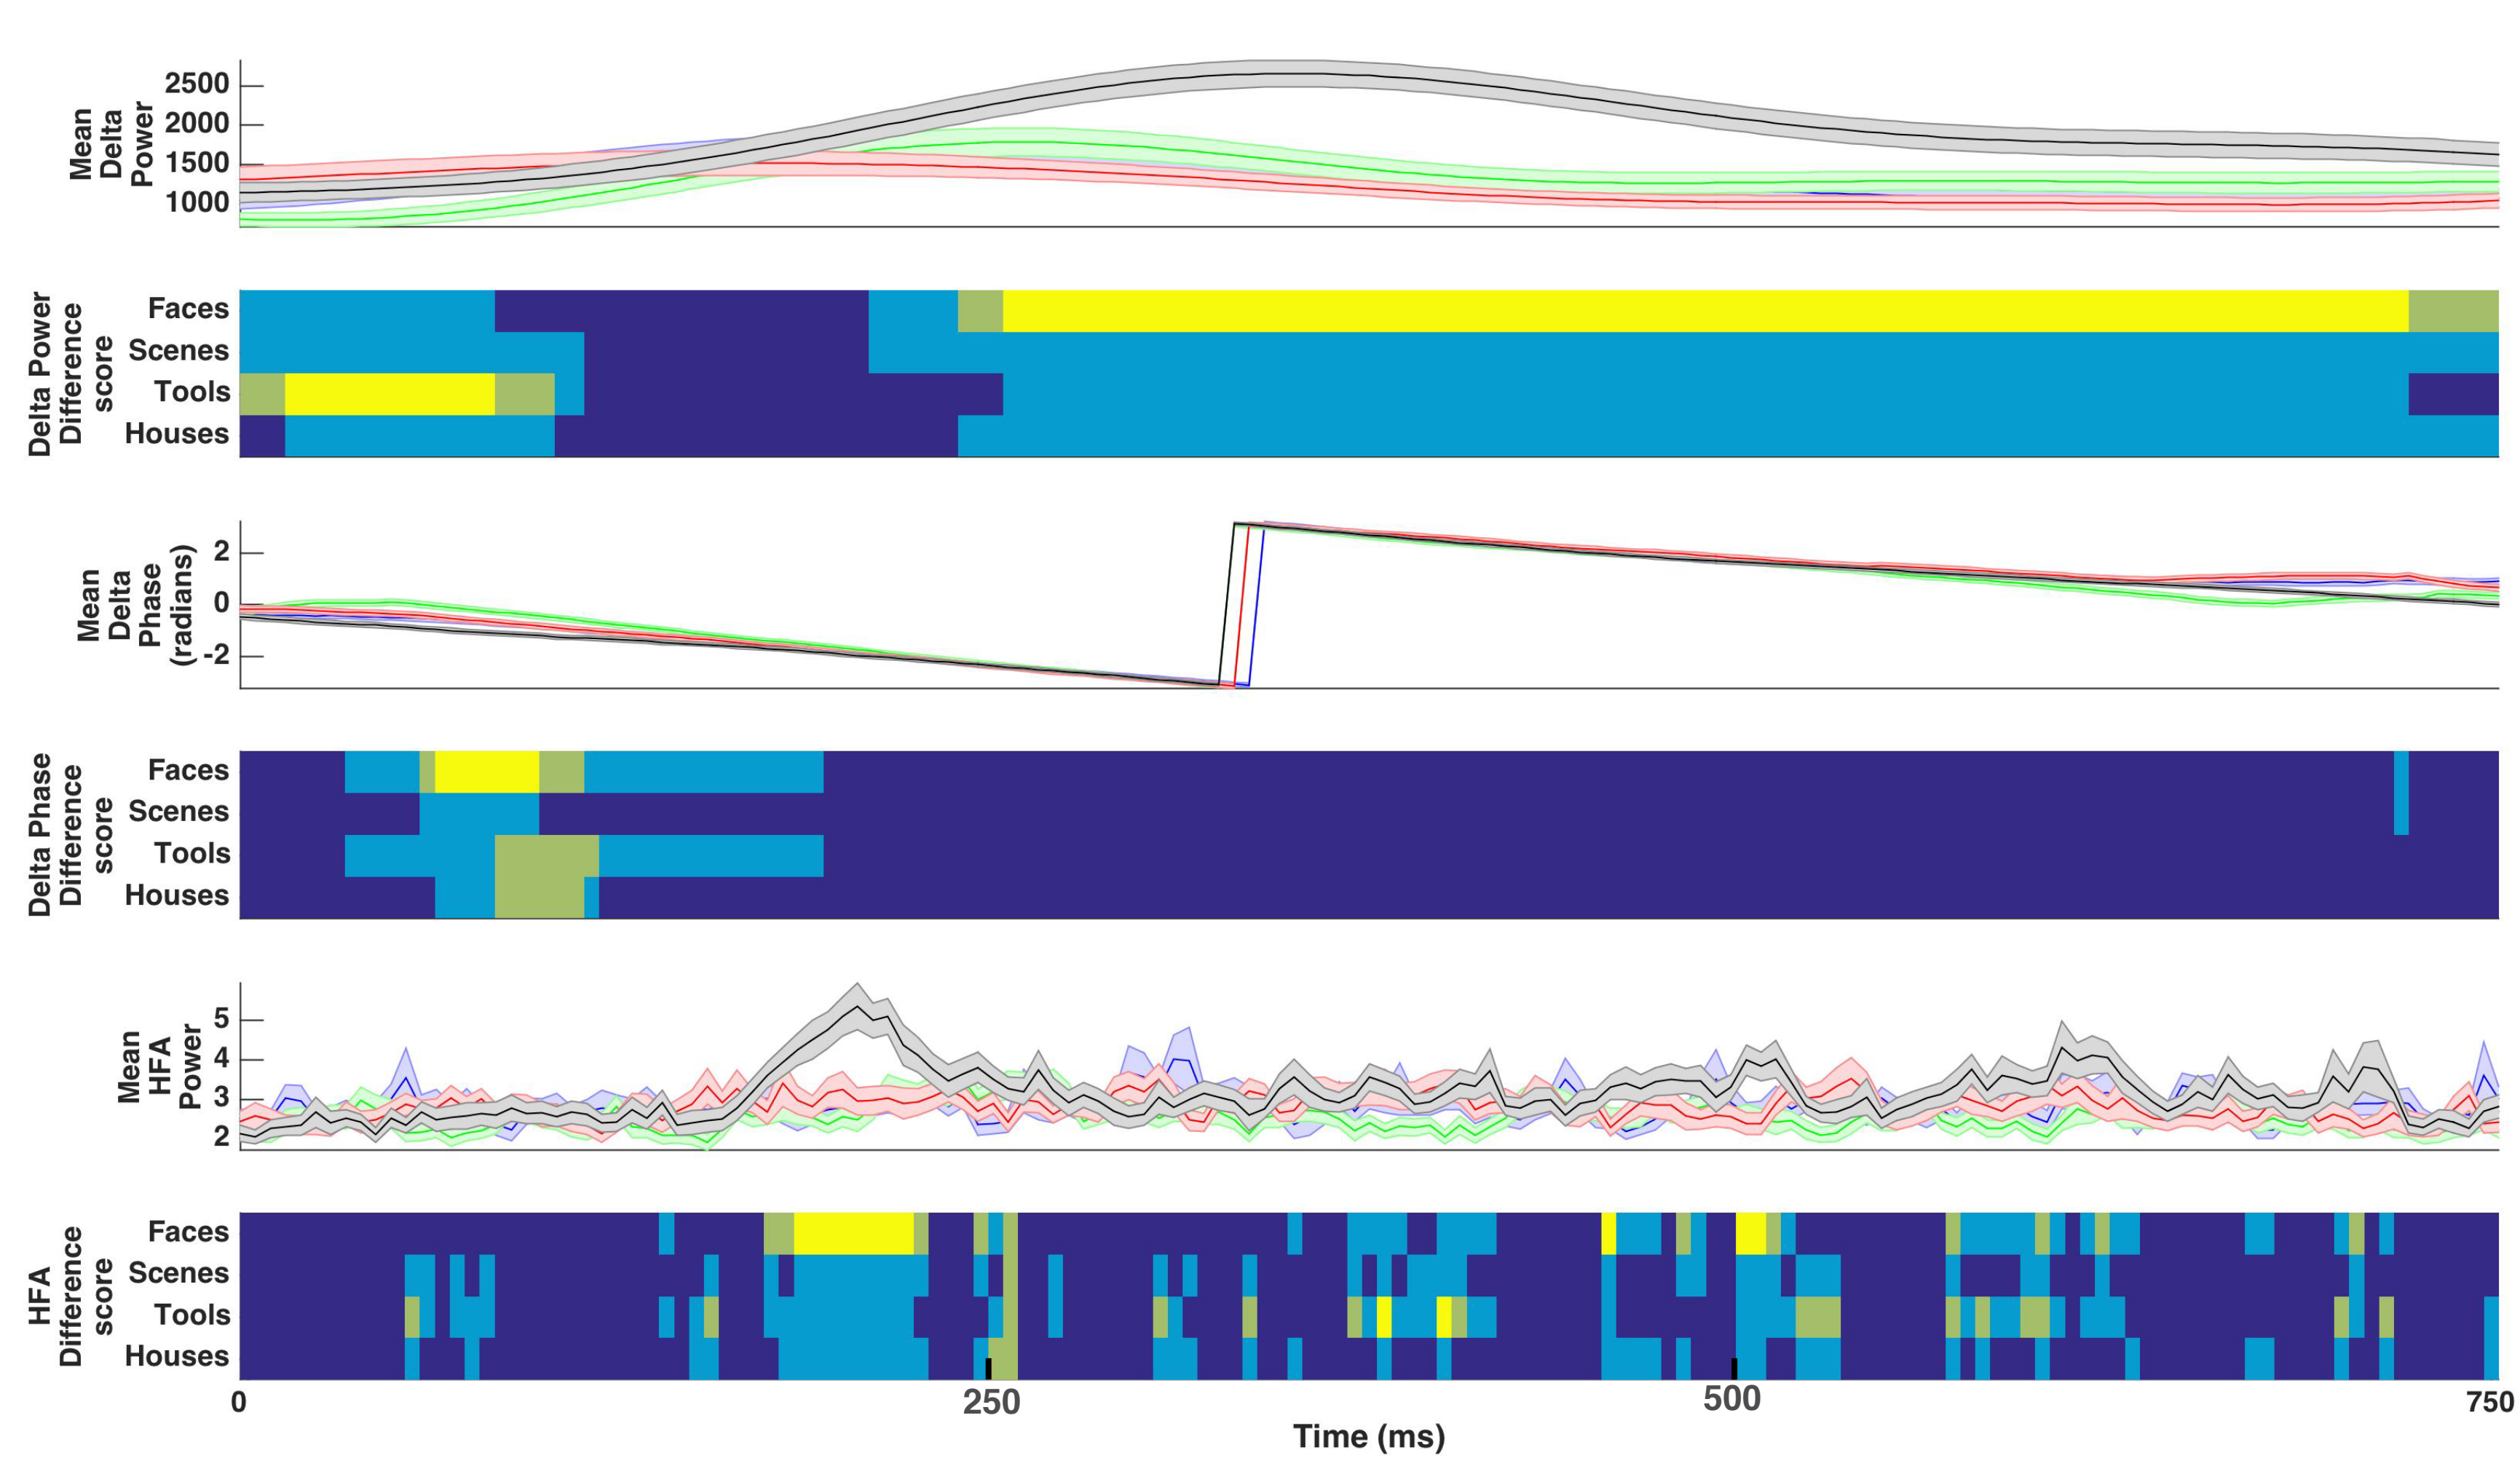 Mean
Delta
Power
2500
2000
1500
1000
Delta Power
Difference
score
Faces
Scenes
Tools
Houses
Mean
Delta
Phase
(radians)
2
0
-2
Delta Phase
Difference
score
Faces
Scenes
Tools
Houses
Mean
HFA
Power
5
4
3
2
HFA
Difference
score
Faces
Scenes
Tools
Houses
0
250
500
750
Time (ms)